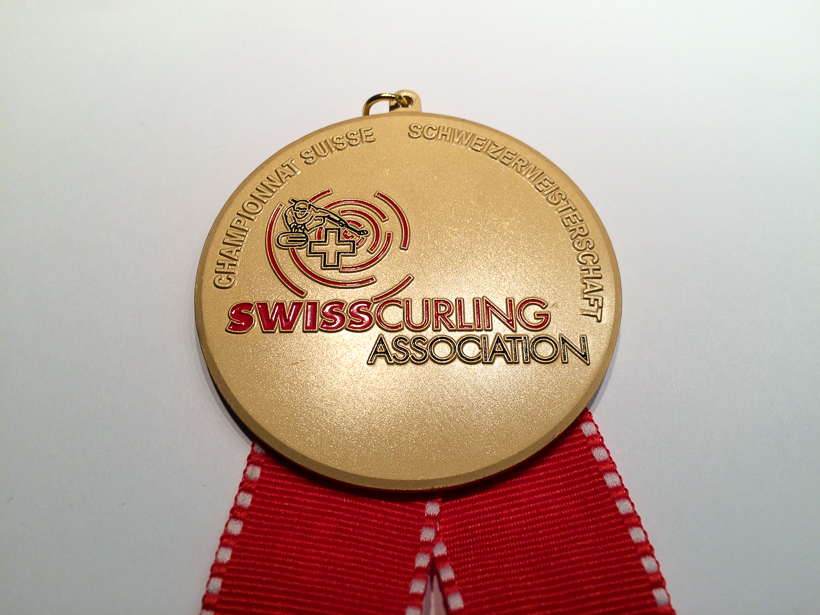 CHAMPIONNAT SUISSE
SCHWEIZERMEISTERSCHAFT
SWISSCURLING
ASSOCIATION